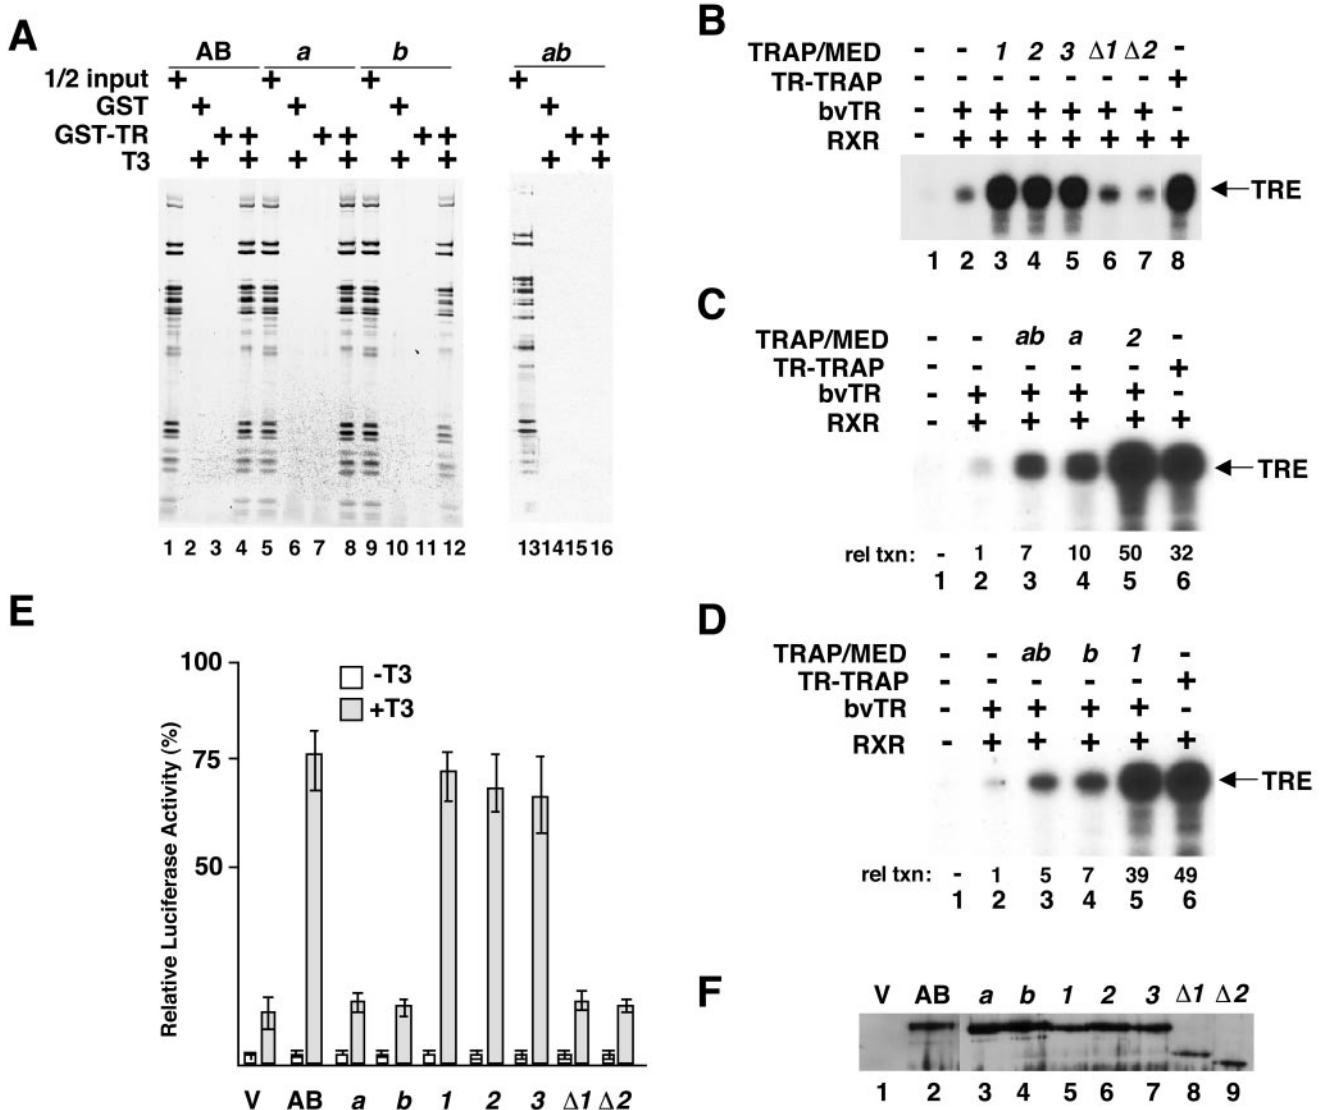 A
AB a b ab
1/2 input + + + +
GST + + + +
GST-TR + + + + + + + +
T3 + + + + + + + +
1 2 3 4 5 6 7 8 9 10 11 12 13 14 15 16
B
TRAP/MED - - 1 2 3 Δ1 Δ2 -
TR-TRAP - - - - - - - +
bvTR - + + + + + + -
RXR - + + + + + + +
TRE
1 2 3 4 5 6 7 8
C
TRAP/MED - - ab a 2 -
TR-TRAP - - - - - +
bvTR - + + + + -
RXR - + + + + +
TRE
rel txn: - 1 7 10 50 32
1 2 3 4 5 6
D
TRAP/MED - - ab b 1 -
TR-TRAP - - - - - +
bvTR - + + + + -
RXR - + + + + +
TRE
rel txn: - 1 5 7 39 49
1 2 3 4 5 6
E
Relative Luciferase Activity (%)
100
75
50
-T3
+T3
V AB a b 1 2 3 Δ1 Δ2
F
V AB a b 1 2 3 Δ1 Δ2
1 2 3 4 5 6 7 8 9